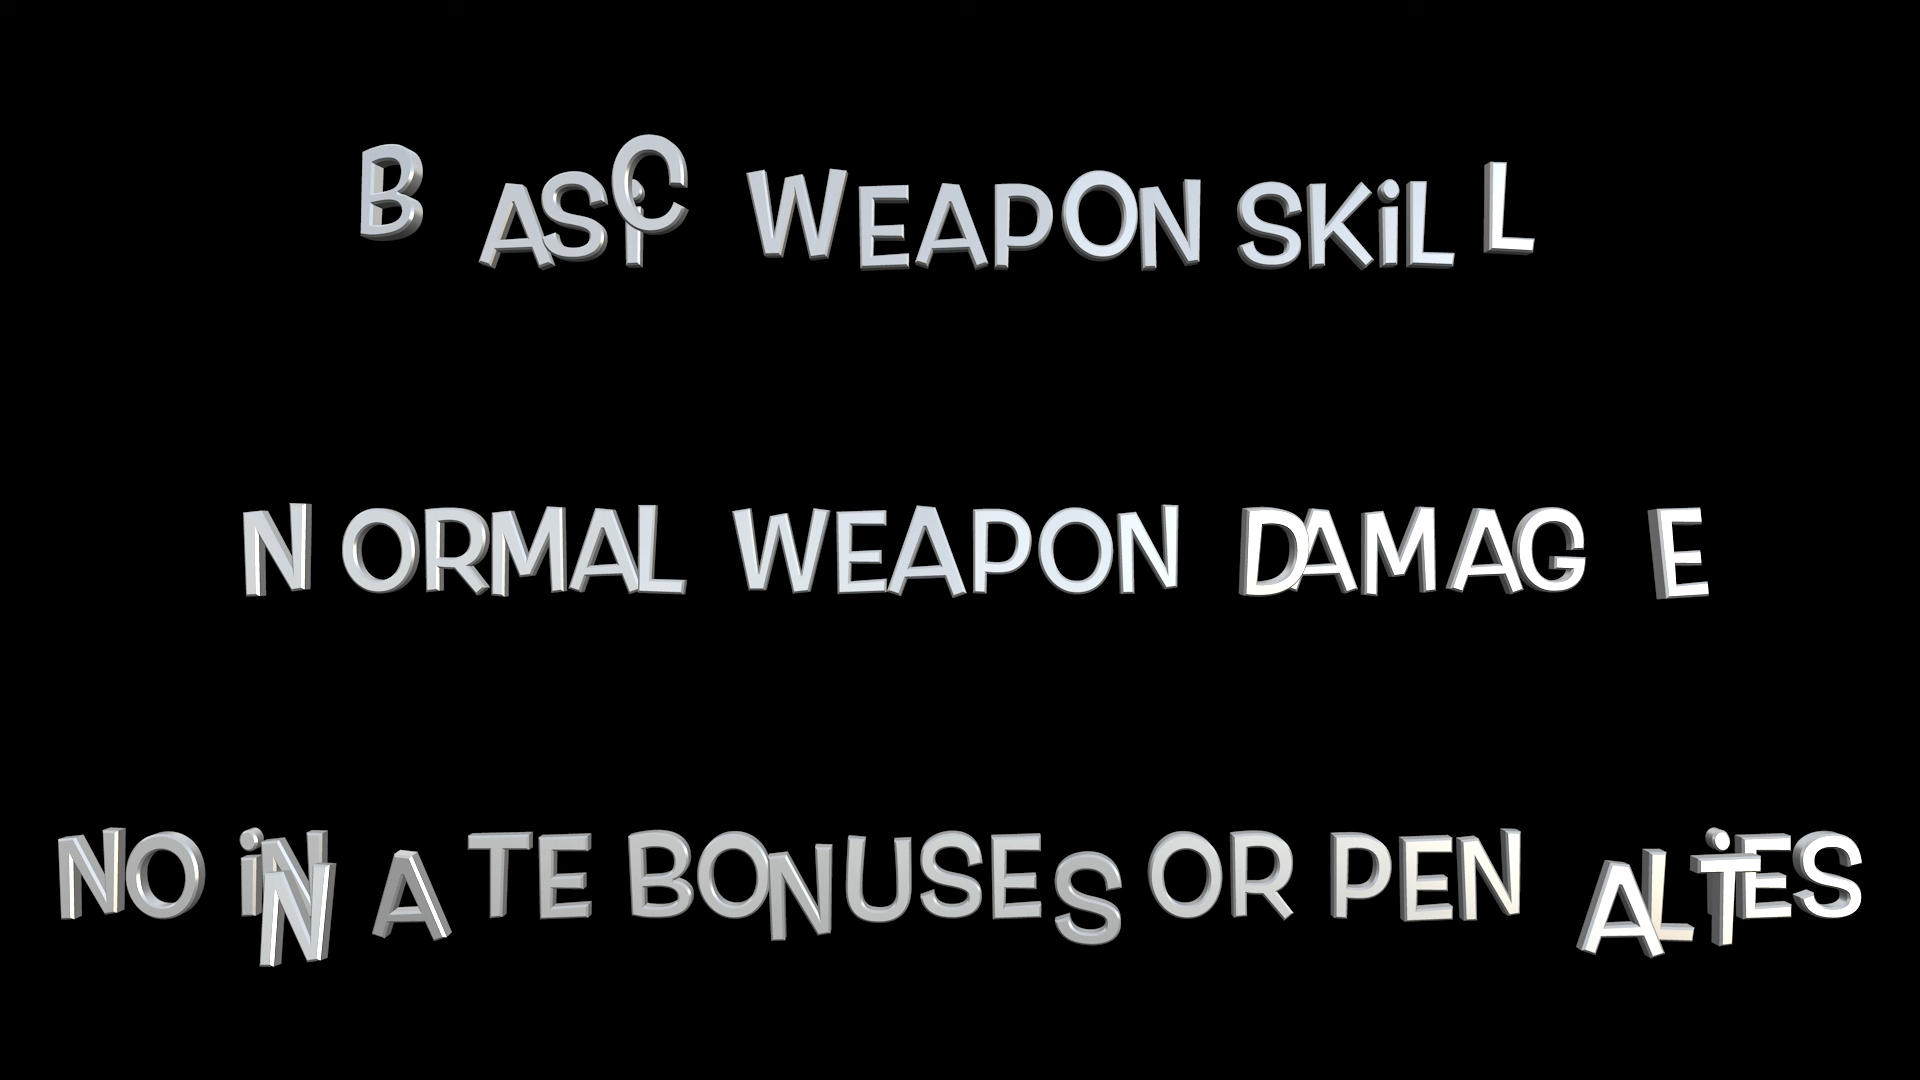 BASiC WEAPON SKiLL
NORMAL WEAPON DAMAGE
NO iNNATE BONUSES OR PENALTiES